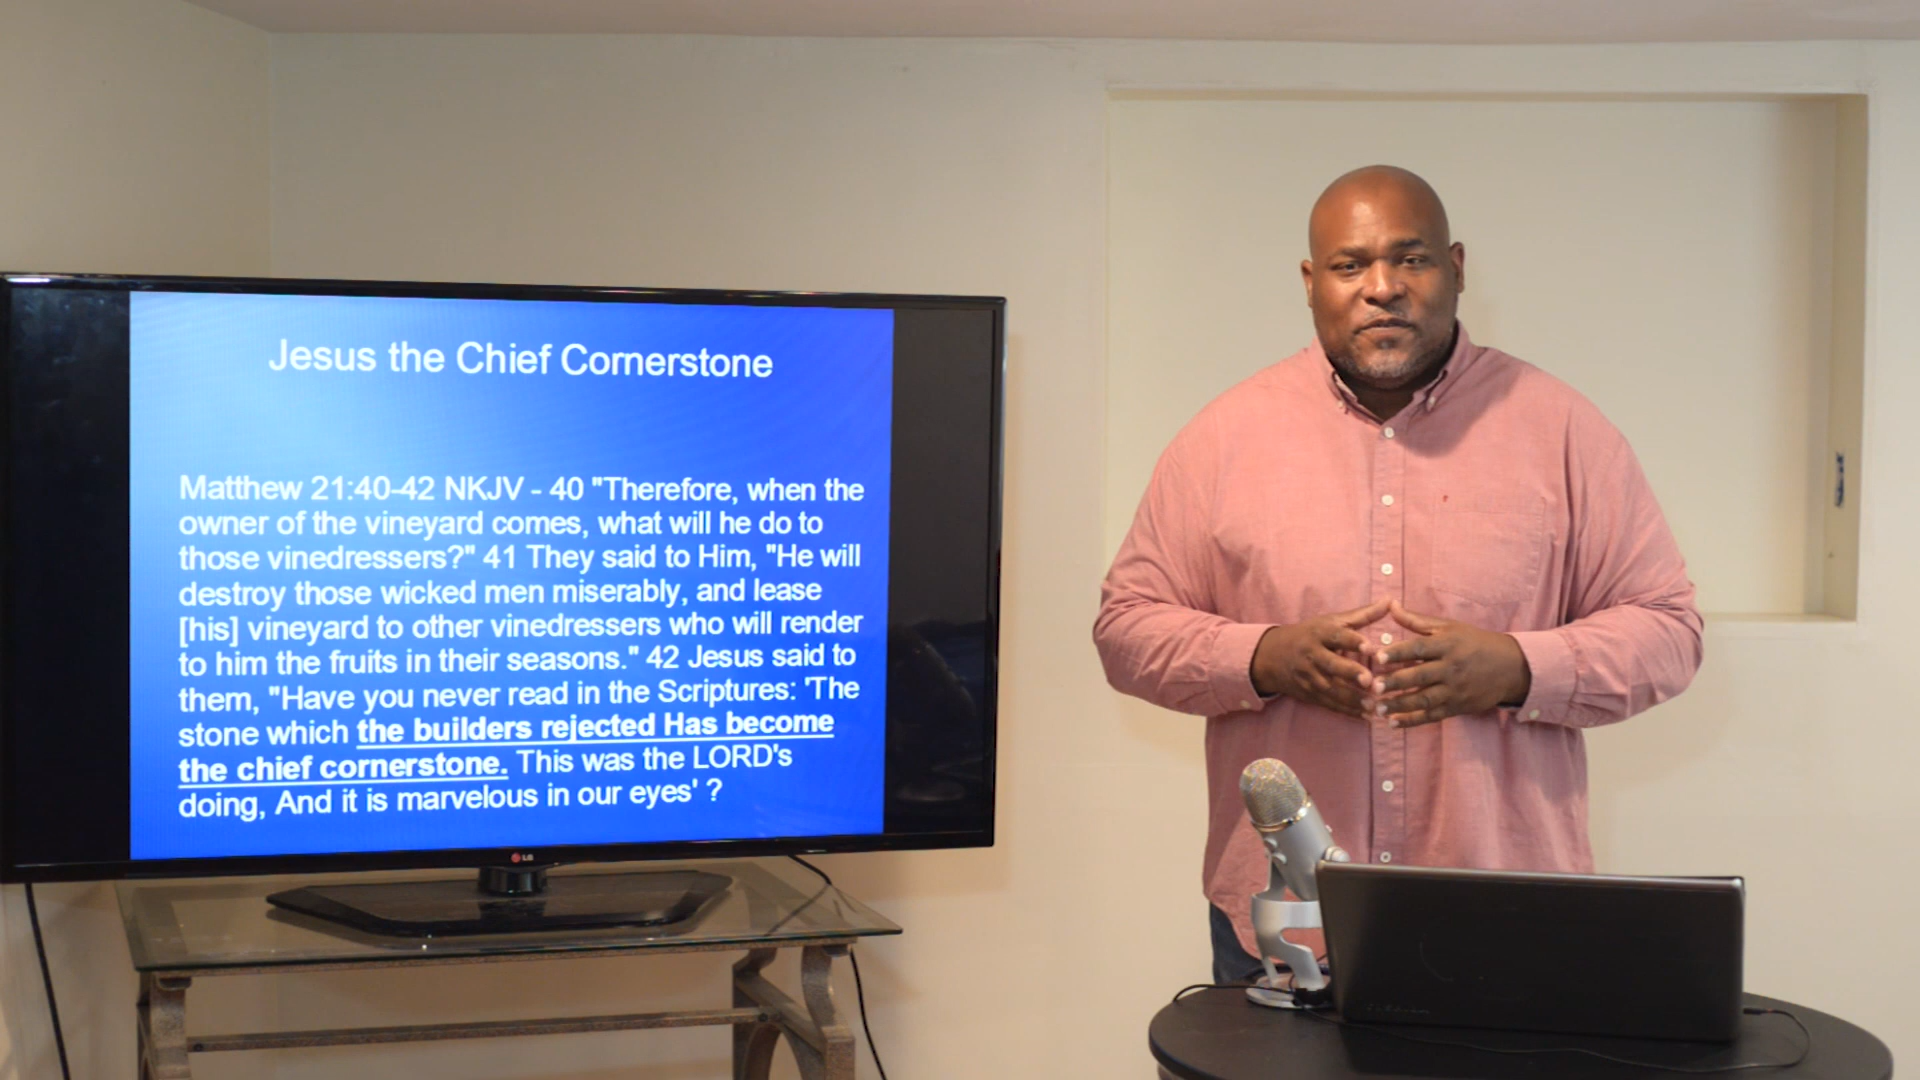 Jesus the Chief Cornerstone
Matthew 21:40-42 NKJV - 40 "Therefore, when the
owner of the vineyard comes, what will he do to
those vinedressers?" 41 They said to Him, "He will
destroy those wicked men miserably, and lease
[his] vineyard to other vinedressers who will render
to him the fruits in their seasons." 42 Jesus said to
them, "Have you never read in the Scriptures: 'The
stone which the builders rejected Has become
the chief cornerstone. This was the LORD's
doing, And it is marvelous in our eyes' ?
LG